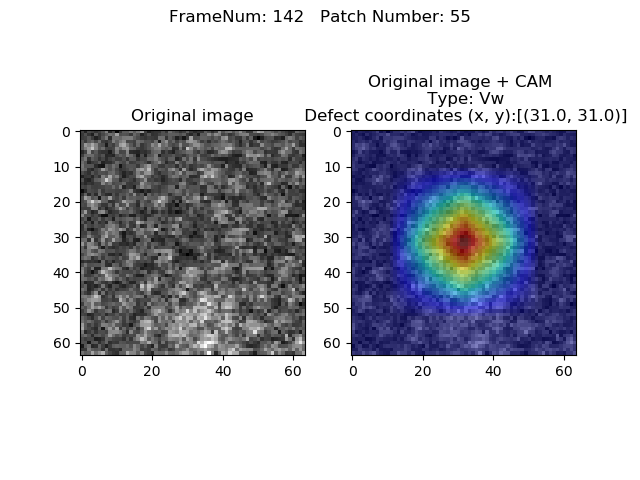 FrameNum: 142   Patch Number: 55
Original image + CAM
Type: Vw
Original image
Defect coordinates (x, y):[(31.0, 31.0)]
0
10
20
30
40
50
60
0 20 40 60
0
10
20
30
40
50
60
0 20 40 60